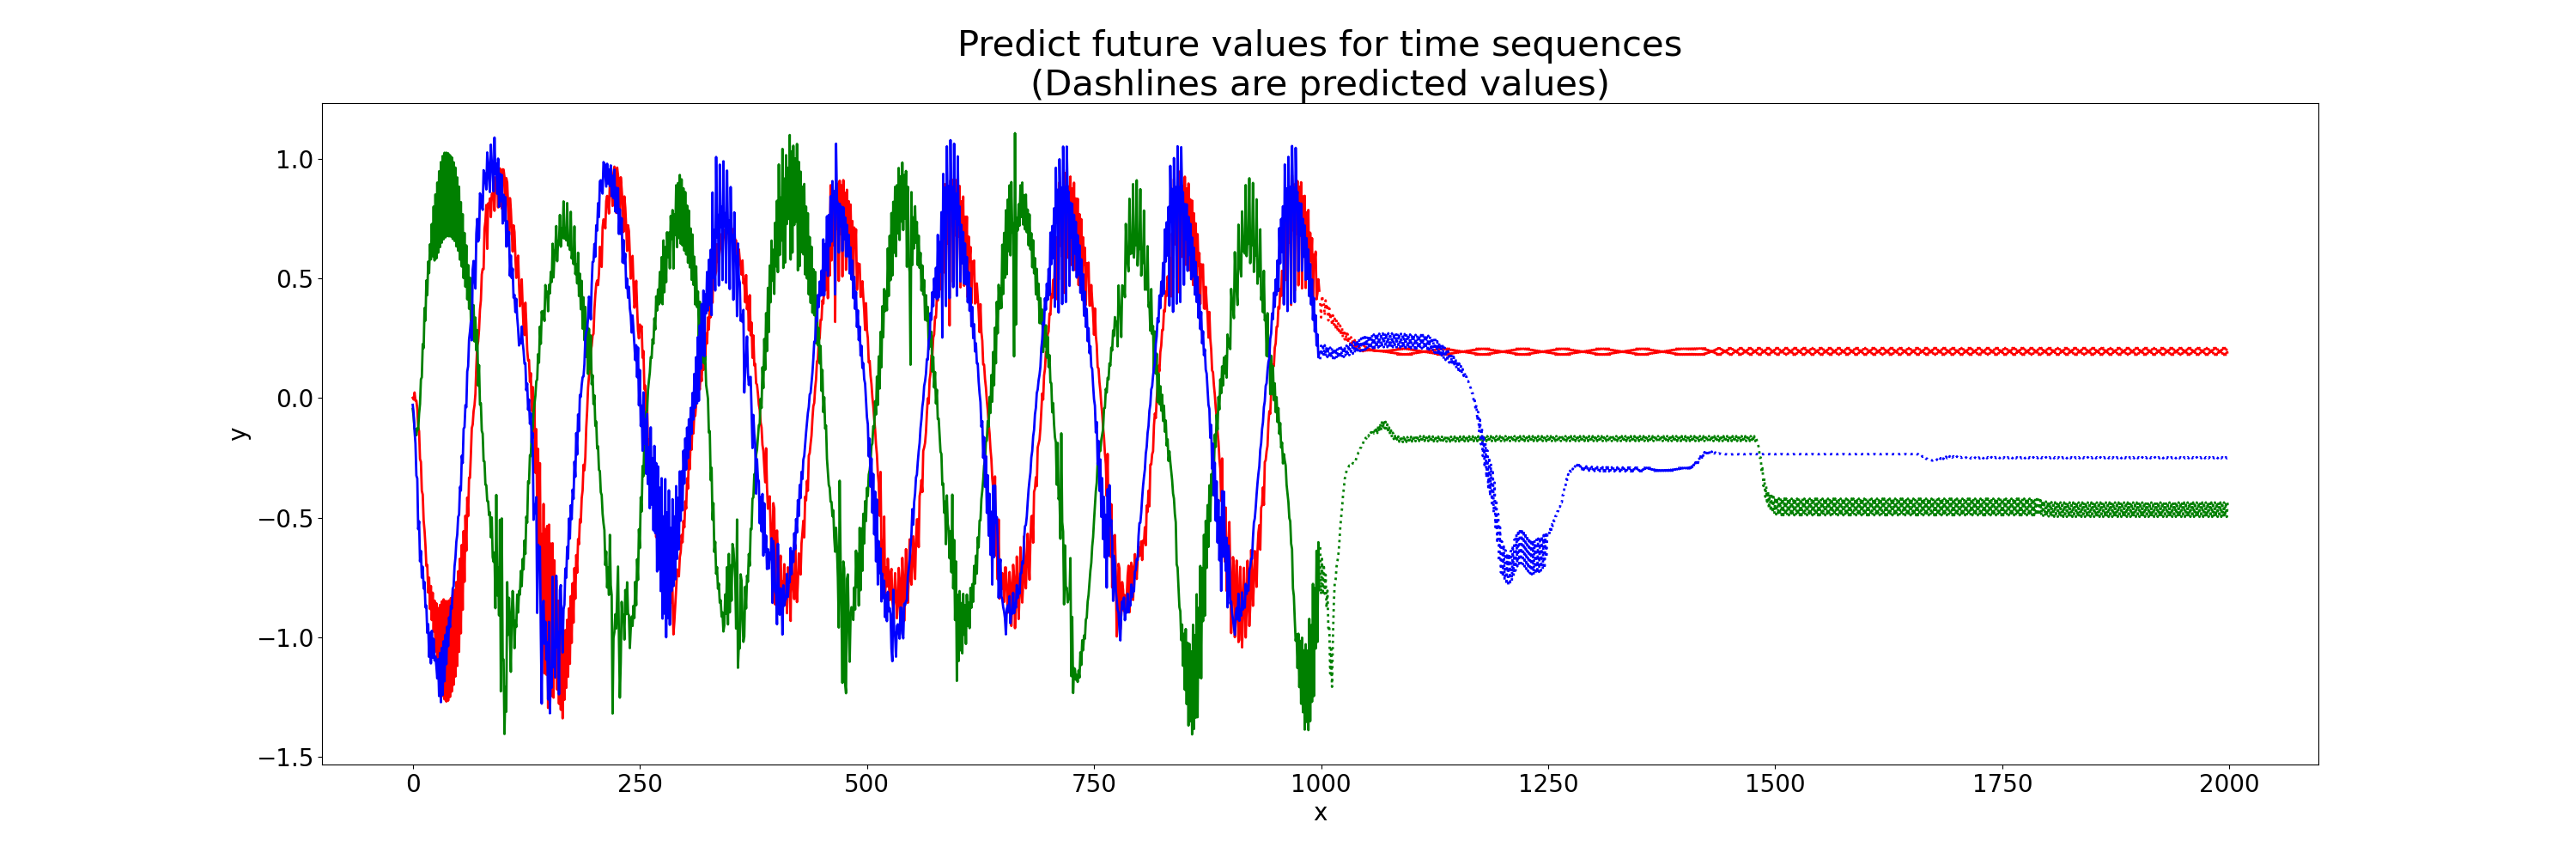 Predict future values for time sequences
(Dashlines are predicted values)
1.0
0.5
0.0
−0.5
−1.0
−1.5
y
0 250 500 750 1000 1250 1500 1750 2000
x